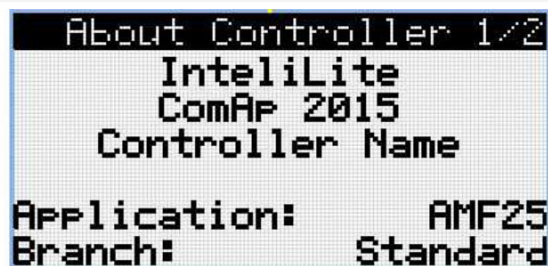 About Controller 1/2
InteliLite
ComAp 2015
Controller Name
Application: AMF25
Branch: Standard